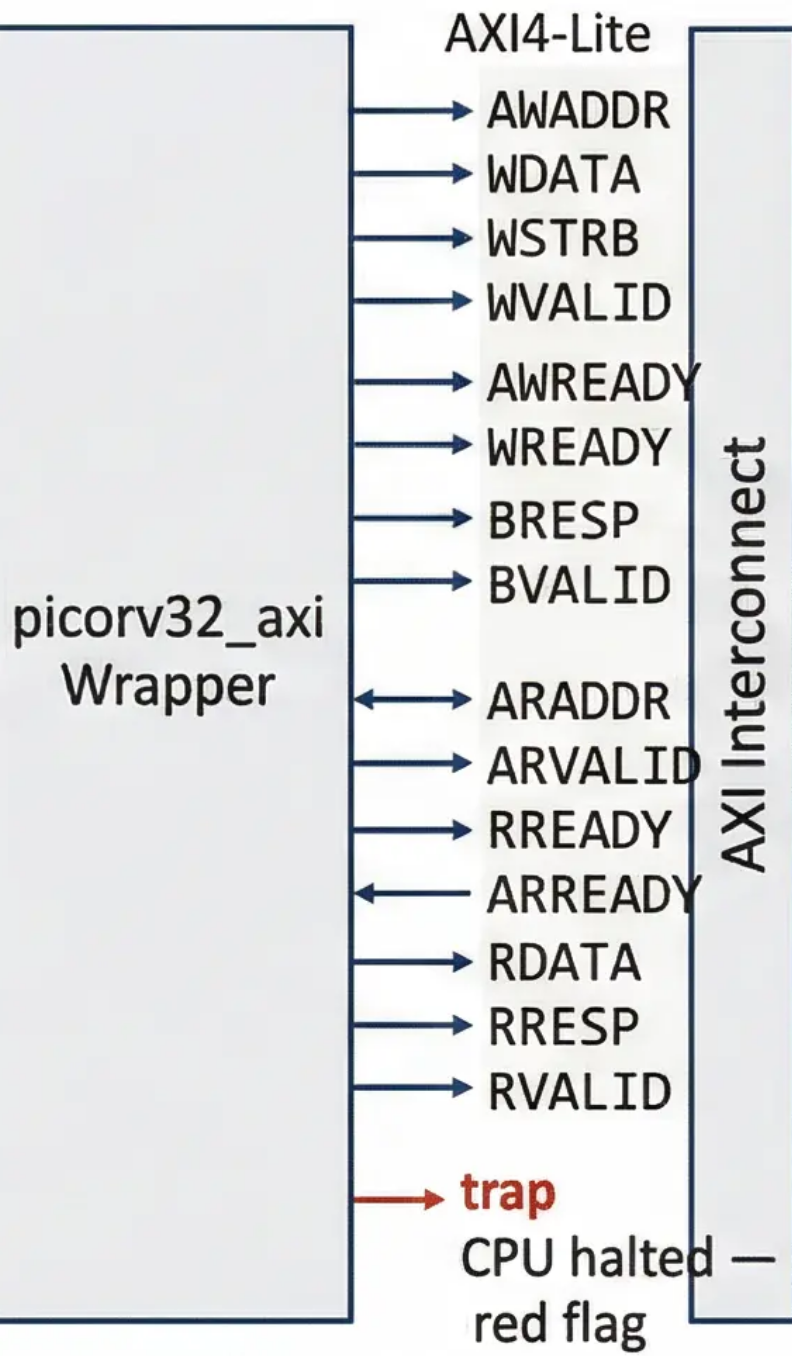 AXI4-Lite
AWADDR
WDATA
WSTRB
WVALID
AWREADY
WREADY
BRESP
BVALID
picorv32_axi
Wrapper
ARADDR
ARVALID
RREADY
ARREADY
RDATA
RRESP
RVALID
AXI Interconnect
trap
CPU halted —
red flag